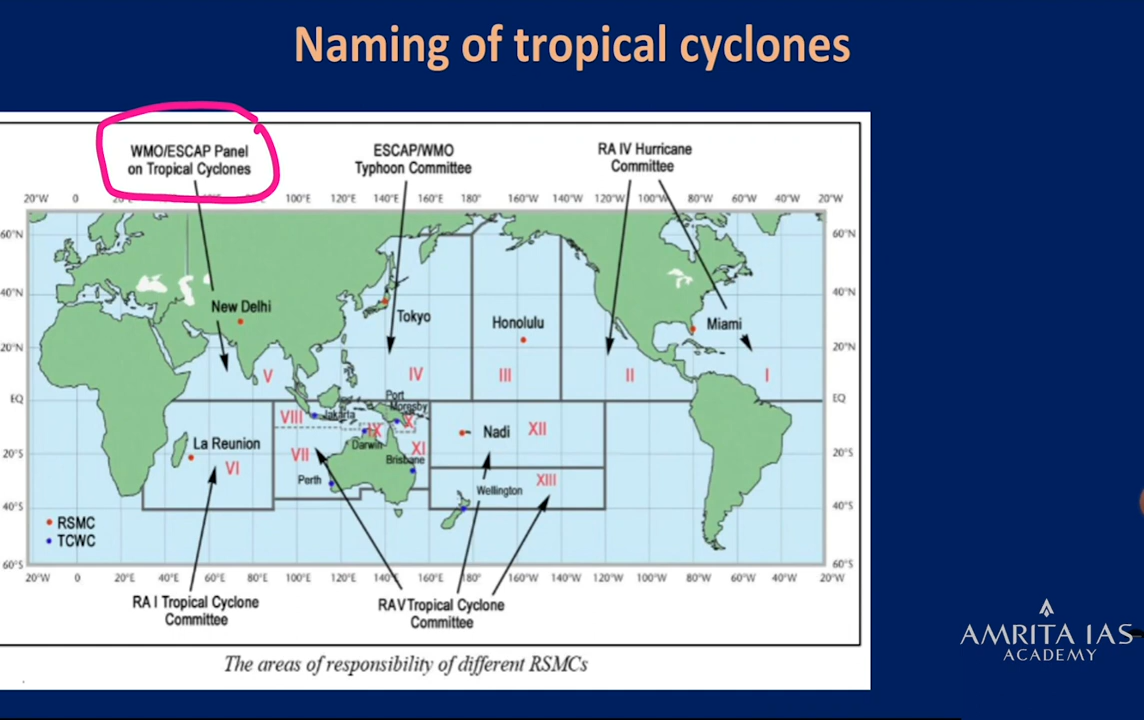 Naming of tropical cyclones
WMO/ESCAP Panel
on Tropical Cyclones
ESCAP/WMO
Typhoon Committee
RA IV Hurricane
Committee
20°W 0 20°E 40°E 80°E 100°E 120°E 140°E 160°E 180° 160°W 140°W 120°W 100°W 80°W 60°W 40°W 20°W
60°N 60°N
40°N 40°N
New Delhi
Tokyo
Honolulu
Miami
20°N 20°N
V IV III II I
EQ EQ
Port
Moresby
VIII Jakarta IX X
Darwin
La Reunion
VI
VII
XI
Brisbane
Nadi XII
20°S 20°S
Perth
Wellington XIII
40°S 40°S
RSMC
TCWC
60°S 60°S
20°W 0 20°E 40°E 60°E 80°E 100°E 120°E 140°E 160°E 180° 160°W 140°W 120°W 100°W 80°W 60°W 40°W 20°W
RA I Tropical Cyclone
Committee
RA V Tropical Cyclone
Committee
The areas of responsibility of different RSMCs
AMRITA IAS
ACADEMY